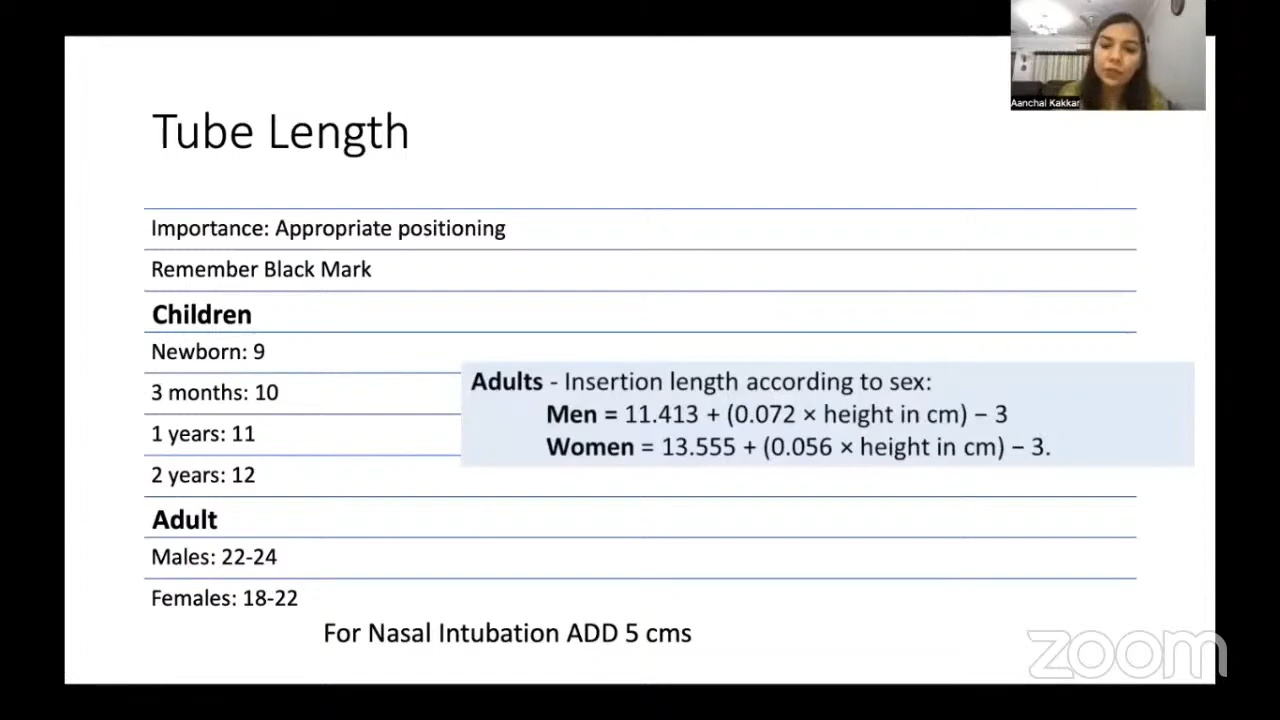 Aanchal Kakkar
Tube Length
Importance: Appropriate positioning
Remember Black Mark
Children
Newborn: 9
3 months: 10
1 years: 11
2 years: 12
Adults - Insertion length according to sex:
Men = 11.413 + (0.072 × height in cm) − 3
Women = 13.555 + (0.056 × height in cm) − 3.
Adult
Males: 22-24
Females: 18-22
For Nasal Intubation ADD 5 cms
zoom